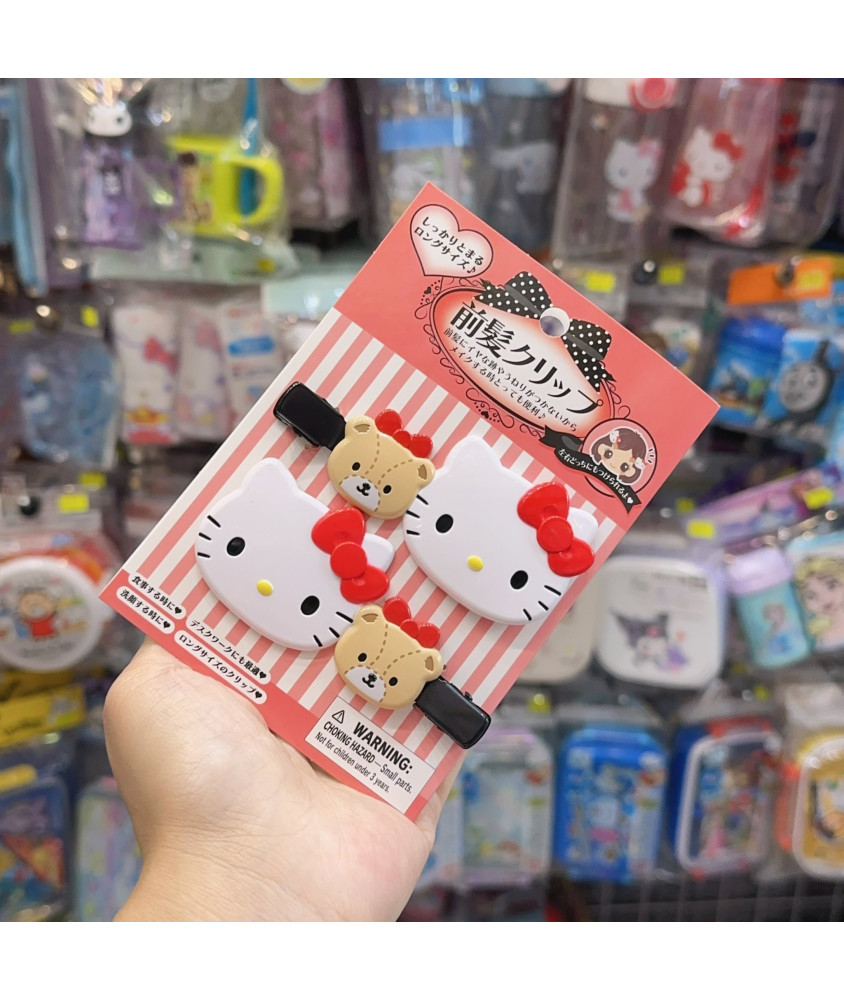 しっかりとまる
ロングサイズ♪
前髪クリップ
前髪にイヤな跡やうねりがつかないから
メイクする時とっても便利♪
左右どっちにもつけられるよ♥
食事する時に♥
洗顔する時に♥
デスクワークにも最適♥
ロングサイズのクリップ♥
WARNING:
CHOKING HAZARD—Small parts.
Not for children under 3 years.